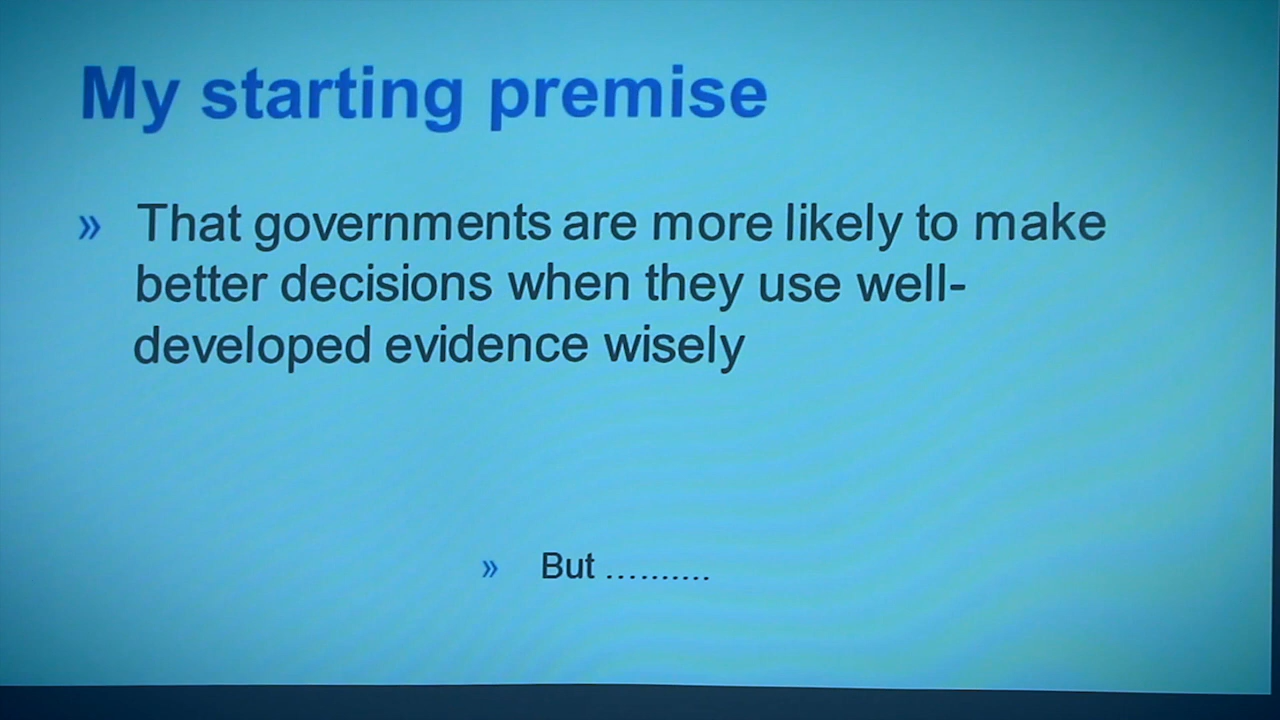 My starting premise
» That governments are more likely to make
better decisions when they use well-
developed evidence wisely
» But ..........